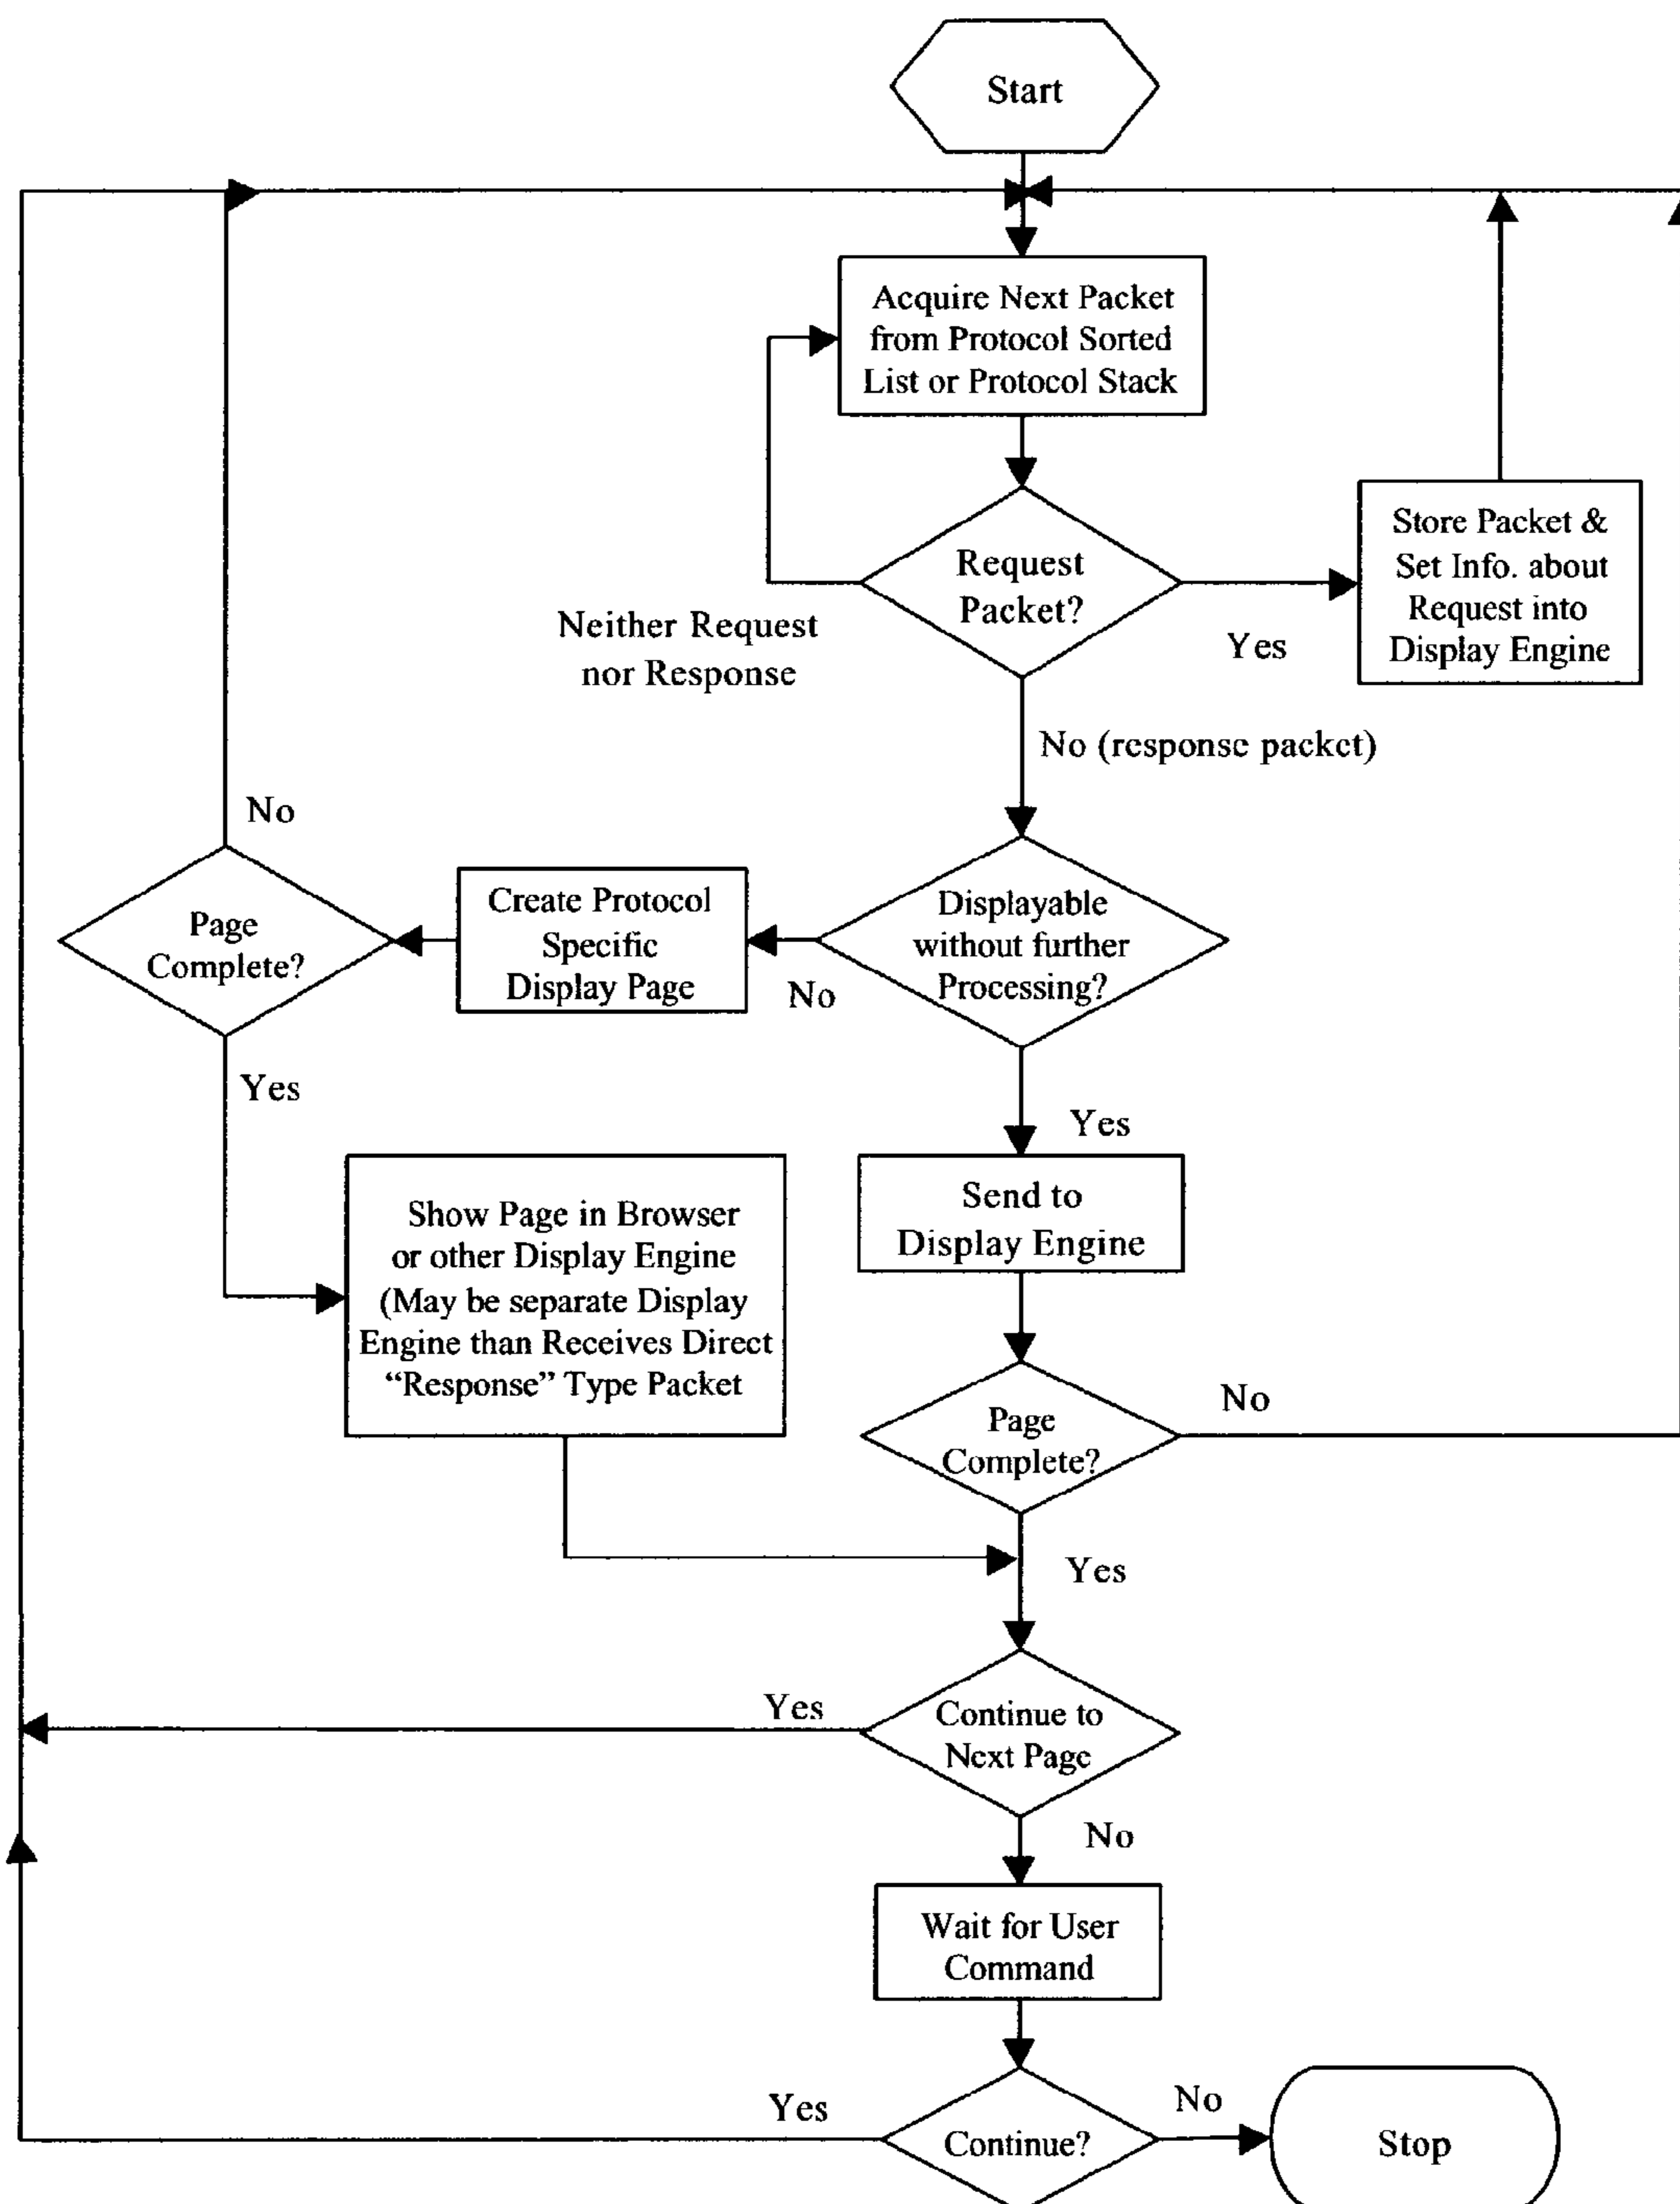 Start
Acquire Next Packet
from Protocol Sorted
List or Protocol Stack
Request
Packet?
Store Packet &
Set Info. about
Request into
Display Engine
Neither Request
nor Response
Yes
No (response packet)
No
Page
Complete?
Create Protocol
Specific
Display Page
No
Displayable
without further
Processing?
Yes
Yes
Show Page in Browser
or other Display Engine
(May be separate Display
Engine than Receives Direct
“Response” Type Packet
Send to
Display Engine
Page
Complete?
No
Yes
Yes
Continue to
Next Page
No
Wait for User
Command
Yes
Continue?
No
Stop